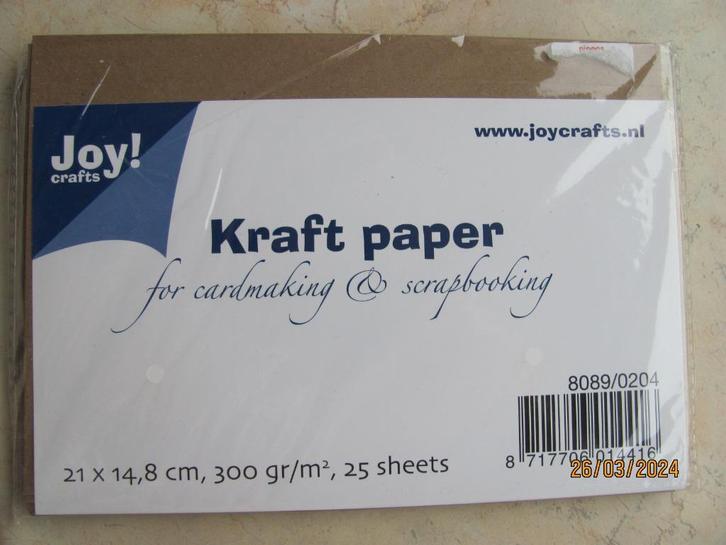 www.joycrafts.nl
Joy!
crafts
Kraft paper
for cardmaking & scrapbooking
8089/0204
8 717706 014416
21 x 14,8 cm, 300 gr/m², 25 sheets
26/03/2024